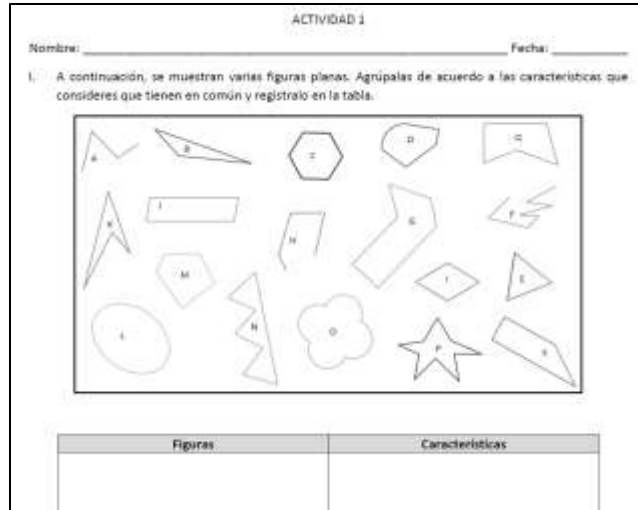 ACTIVIDAD 1
Nombre: Fecha:
I. A continuación, se muestran varias figuras planas. Agrúpalas de acuerdo a las características que
consideres que tienen en común y regístralo en la tabla.
A B C D Q
K J H G F
M I E
L N O P
Figuras Características